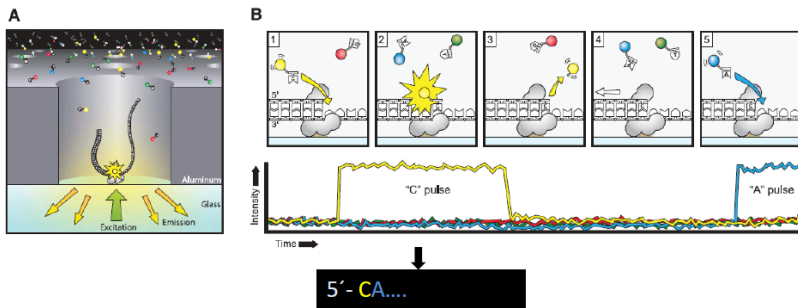 A
Aluminum
Glass
Emission
Excitation
B
1
2
3
4
5
5'
3'
A
Intensity
"C" pulse
"A" pulse
Time
5´- CA....